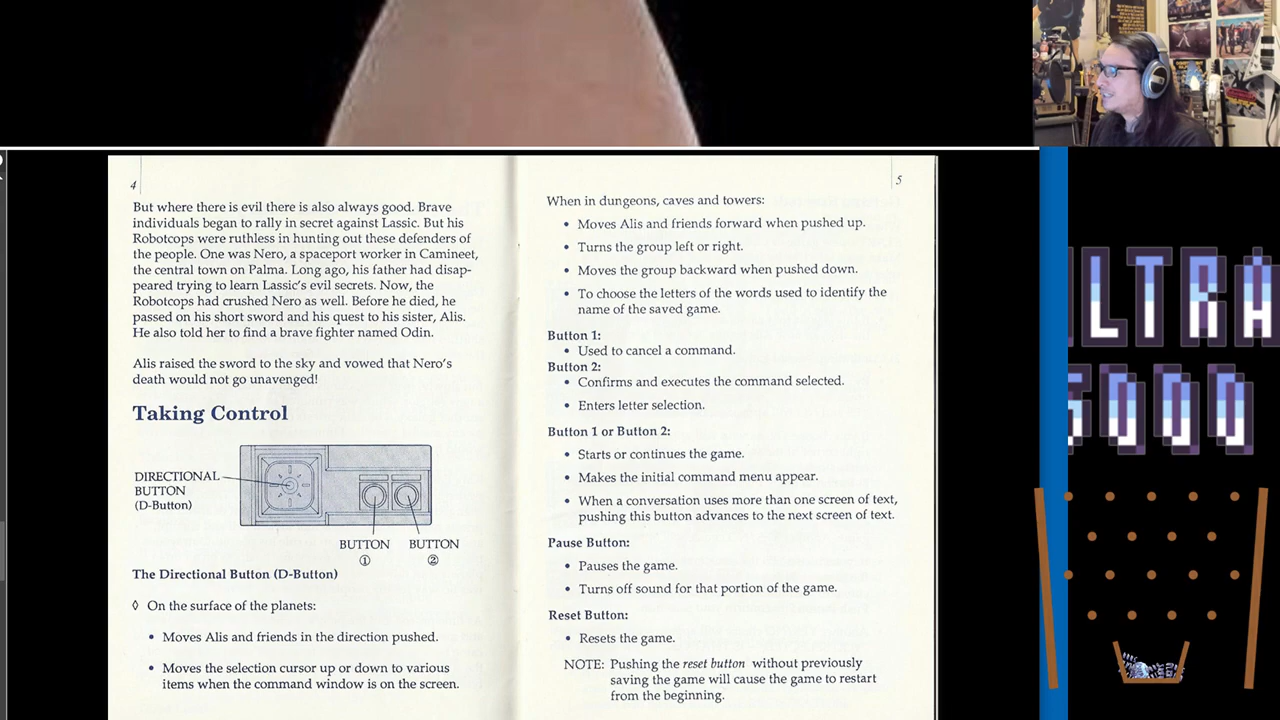 4
But where there is evil there is also always good. Brave
individuals began to rally in secret against Lassic. But his
Robotcops were ruthless in hunting out these defenders of
the people. One was Nero, a spaceport worker in Camineet,
the central town on Palma. Long ago, his father had disap-
peared trying to learn Lassic's evil secrets. Now, the
Robotcops had crushed Nero as well. Before he died, he
passed on his short sword and his quest to his sister, Alis.
He also told her to find a brave fighter named Odin.
Alis raised the sword to the sky and vowed that Nero's
death would not go unavenged!
Taking Control
DIRECTIONAL
BUTTON
(D-Button)
BUTTON
①
BUTTON
②
The Directional Button (D-Button)
◊ On the surface of the planets:
• Moves Alis and friends in the direction pushed.
• Moves the selection cursor up or down to various
items when the command window is on the screen.
5
When in dungeons, caves and towers:
• Moves Alis and friends forward when pushed up.
• Turns the group left or right.
• Moves the group backward when pushed down.
• To choose the letters of the words used to identify the
name of the saved game.
Button 1:
• Used to cancel a command.
Button 2:
• Confirms and executes the command selected.
• Enters letter selection.
Button 1 or Button 2:
• Starts or continues the game.
• Makes the initial command menu appear.
• When a conversation uses more than one screen of text,
pushing this button advances to the next screen of text.
Pause Button:
• Pauses the game.
• Turns off sound for that portion of the game.
Reset Button:
• Resets the game.
NOTE: Pushing the reset button without previously
saving the game will cause the game to restart
from the beginning.
LTRA